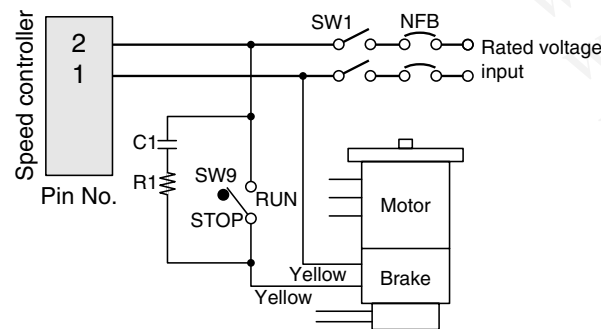 Speed controller
2
1
Pin No.
SW1
NFB
Rated voltage
input
C1
R1
SW9
RUN
STOP
Motor
Brake
Yellow
Yellow